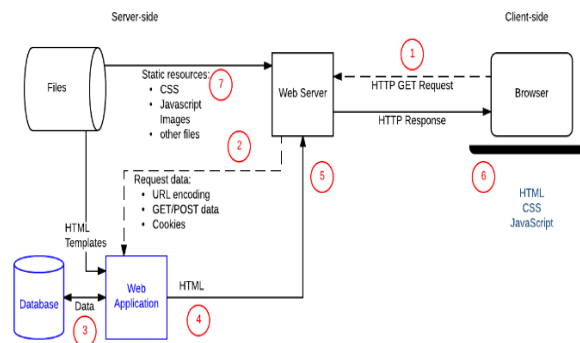 Server-side
Client-side
Files
Static resources:
7
• CSS
• Javascript
Images
• other files
Web Server
1
HTTP GET Request
HTTP Response
Browser
2
5
6
Request data:
• URL encoding
• GET/POST data
• Cookies
HTML
CSS
JavaScript
HTML
Templates
Database
Data
3
Web
Application
HTML
4